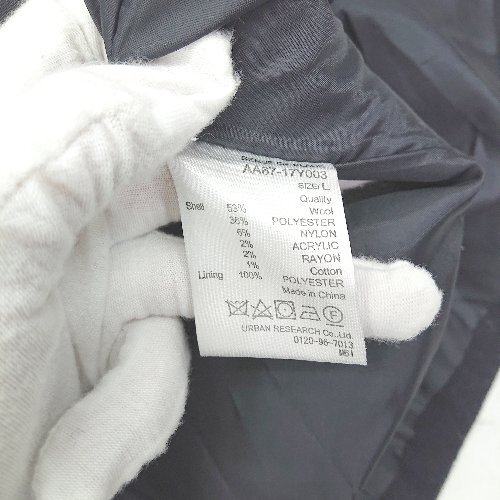 AA67-17Y003
size/L
Quality
Shell 53% Wool
36% POLYESTER
6% NYLON
2% ACRYLIC
2% RAYON
1% Cotton
Lining 100% POLYESTER
Made in China
URBAN RESEARCH Co.,Ltd.
0120-96-7013